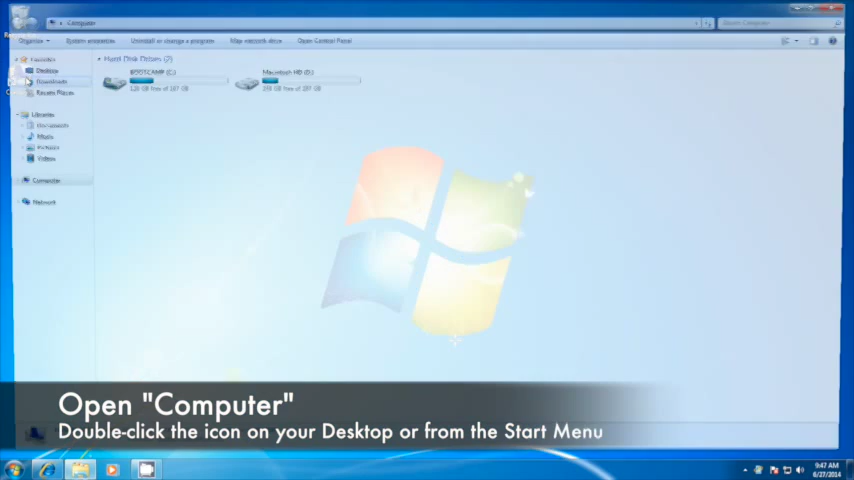 Computer
Search Computer
Organize
System properties
Uninstall or change a program
Map network drive
Open Control Panel
Favorites
Desktop
Downloads
Recent Places
Libraries
Documents
Music
Pictures
Videos
Computer
Network
Hard Disk Drives (2)
BOOTCAMP (C:)
Macintosh HD (D:)
Open "Computer"
Double-click the icon on your Desktop or from the Start Menu
9:47 AM
6/27/2014